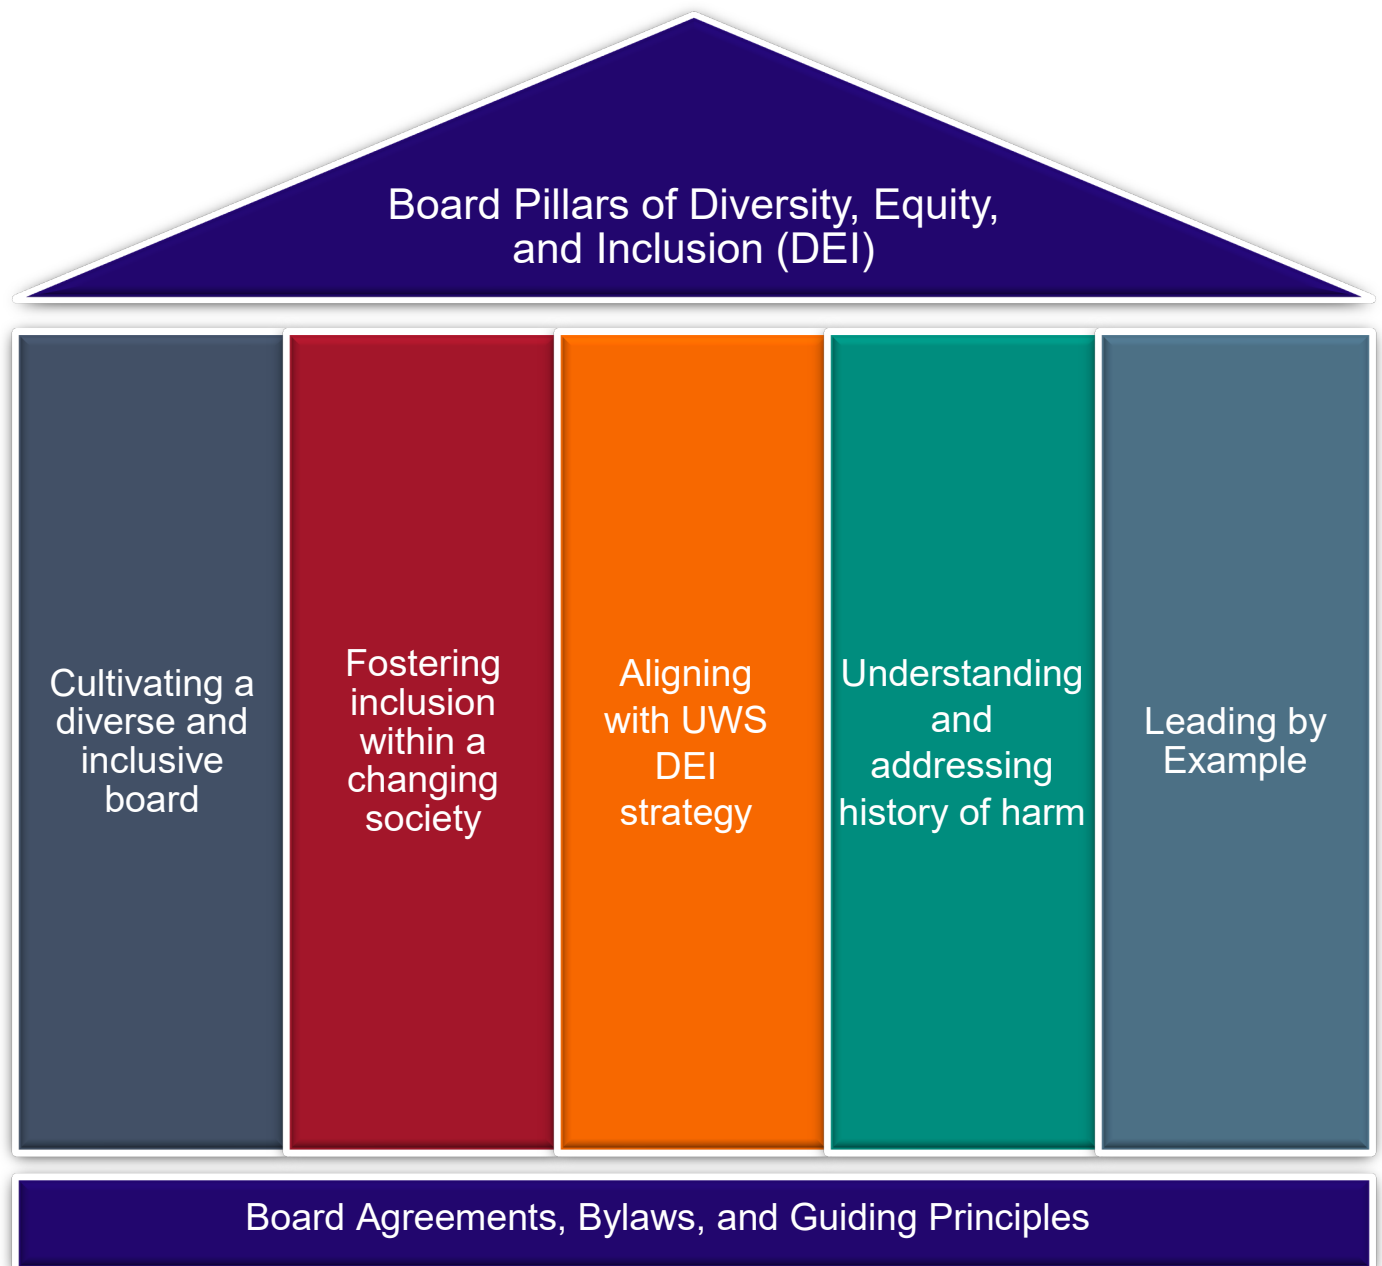 Board Pillars of Diversity, Equity,
and Inclusion (DEI)
Cultivating a
diverse and
inclusive
board
Fostering
inclusion
within a
changing
society
Aligning
with UWS
DEI
strategy
Understanding
and
addressing
history of harm
Leading by
Example
Board Agreements, Bylaws, and Guiding Principles